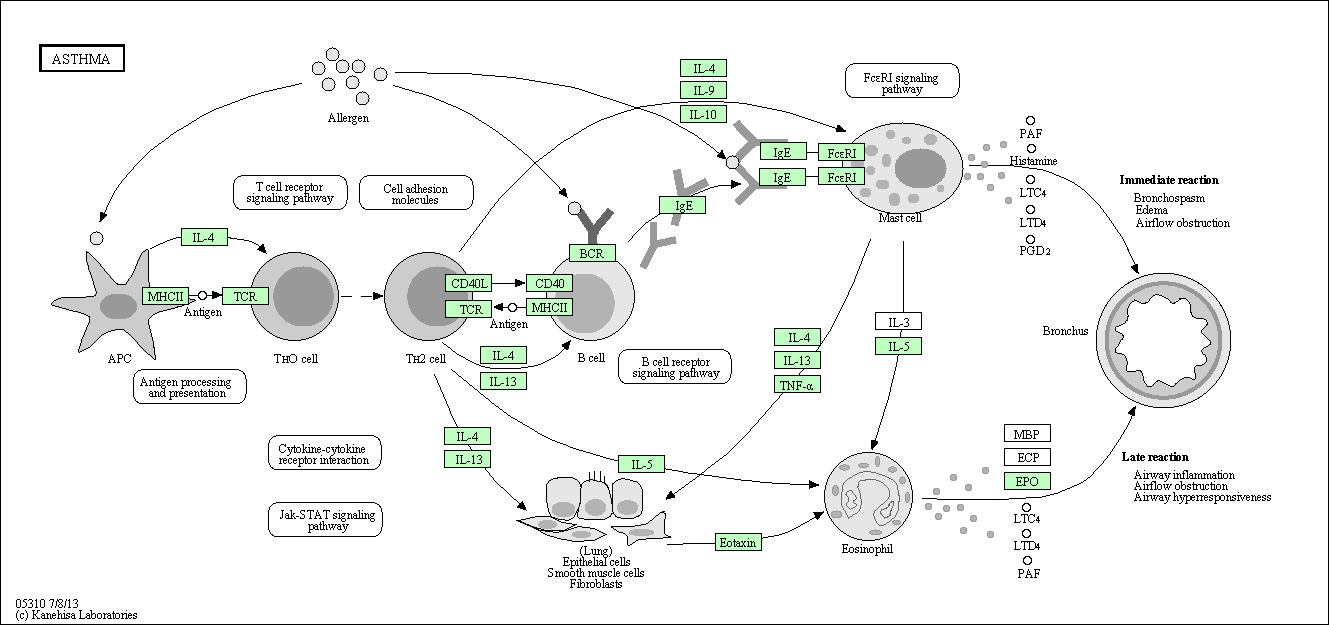 ASTHMA
Allergen
IL-4
IL-9
IL-10
FcεRI signaling
pathway
IgE
FcεRI
IgE
FcεRI
Mast cell
PAF
Histamine
LTC4
LTD4
PGD2
Immediate reaction
Bronchospasm
Edema
Airflow obstruction
T cell receptor
signaling pathway
Cell adhesion
molecules
IgE
IL-4
BCR
MHCII
Antigen
TCR
CD40L
CD40
TCR
Antigen
MHCII
APC
TH0 cell
TH2 cell
B cell
IL-4
IL-13
B cell receptor
signaling pathway
Antigen processing
and presentation
IL-4
IL-13
TNF-α
IL-3
IL-5
Bronchus
Cytokine-cytokine
receptor interaction
IL-4
IL-13
IL-5
Jak-STAT signaling
pathway
(Lung)
Epithelial cells
Smooth muscle cells
Fibroblasts
Eotaxin
Eosinophil
MBP
ECP
EPO
LTC4
LTD4
PAF
Late reaction
Airway inflammation
Airflow obstruction
Airway hyperresponsiveness
05310 7/8/13
(c) Kanehisa Laboratories